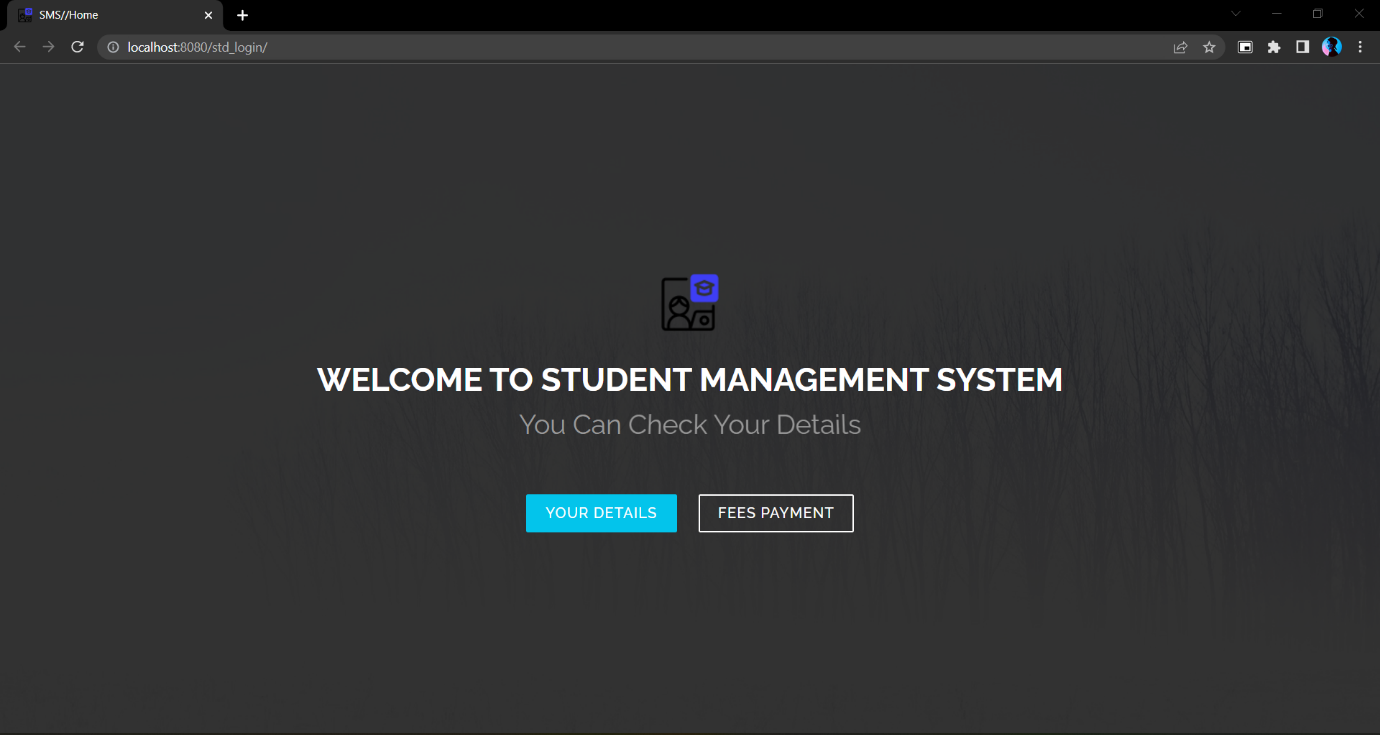 SMS//Home
localhost:8080/std_login/
WELCOME TO STUDENT MANAGEMENT SYSTEM
You Can Check Your Details
YOUR DETAILS
FEES PAYMENT